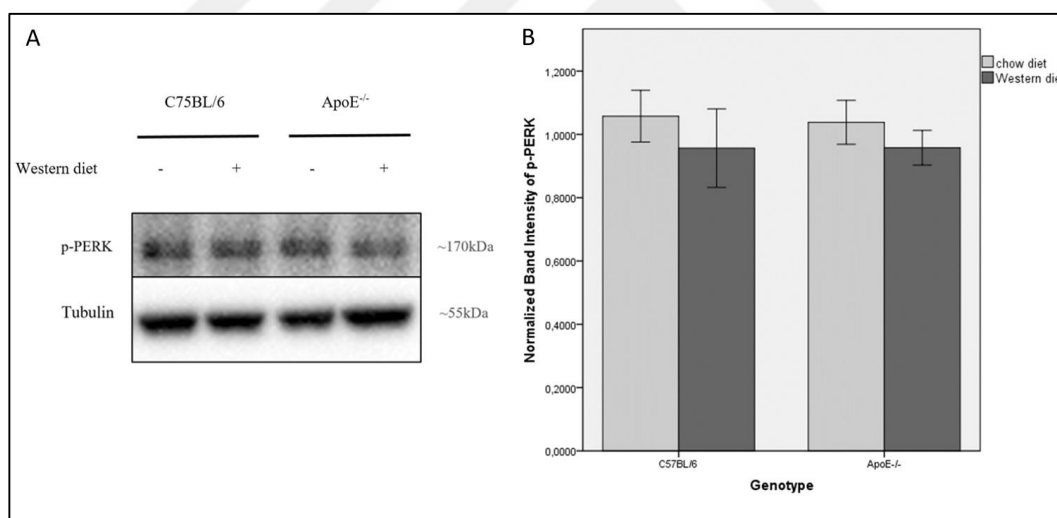 A
C75BL/6 ApoE-/-
Western diet - + - +
p-PERK ~170kDa
Tubulin ~55kDa
B
chow diet
Western diet
Normalized Band Intensity of p-PERK
1,2000
1,0000
0,8000
0,6000
0,4000
0,2000
0,0000
C57BL/6 ApoE-/-
Genotype